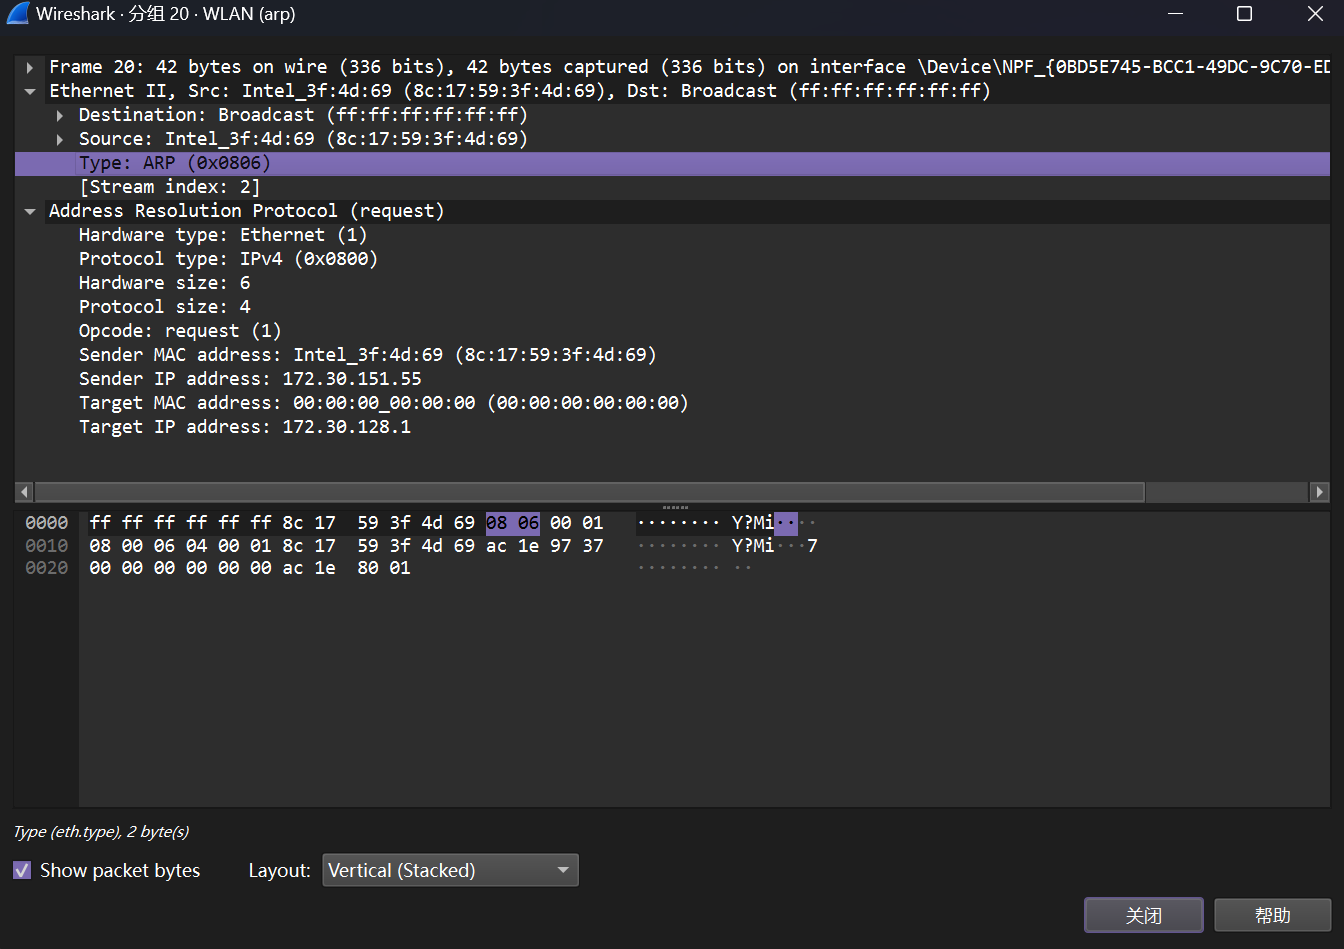 Wireshark · 分组 20 · WLAN (arp)
Frame 20: 42 bytes on wire (336 bits), 42 bytes captured (336 bits) on interface \Device\NPF_{0BD5E745-BCC1-49DC-9C70-ED
Ethernet II, Src: Intel_3f:4d:69 (8c:17:59:3f:4d:69), Dst: Broadcast (ff:ff:ff:ff:ff:ff)
Destination: Broadcast (ff:ff:ff:ff:ff:ff)
Source: Intel_3f:4d:69 (8c:17:59:3f:4d:69)
Type: ARP (0x0806)
[Stream index: 2]
Address Resolution Protocol (request)
Hardware type: Ethernet (1)
Protocol type: IPv4 (0x0800)
Hardware size: 6
Protocol size: 4
Opcode: request (1)
Sender MAC address: Intel_3f:4d:69 (8c:17:59:3f:4d:69)
Sender IP address: 172.30.151.55
Target MAC address: 00:00:00_00:00:00 (00:00:00:00:00:00)
Target IP address: 172.30.128.1
0000 ff ff ff ff ff ff 8c 17 59 3f 4d 69 08 06 00 01 ········ Y?Mi····
0010 08 00 06 04 00 01 8c 17 59 3f 4d 69 ac 1e 97 37 ········ Y?Mi···7
0020 00 00 00 00 00 00 ac 1e 80 01 ········ ··
Type (eth.type), 2 byte(s)
Show packet bytes Layout: Vertical (Stacked)
关闭 帮助